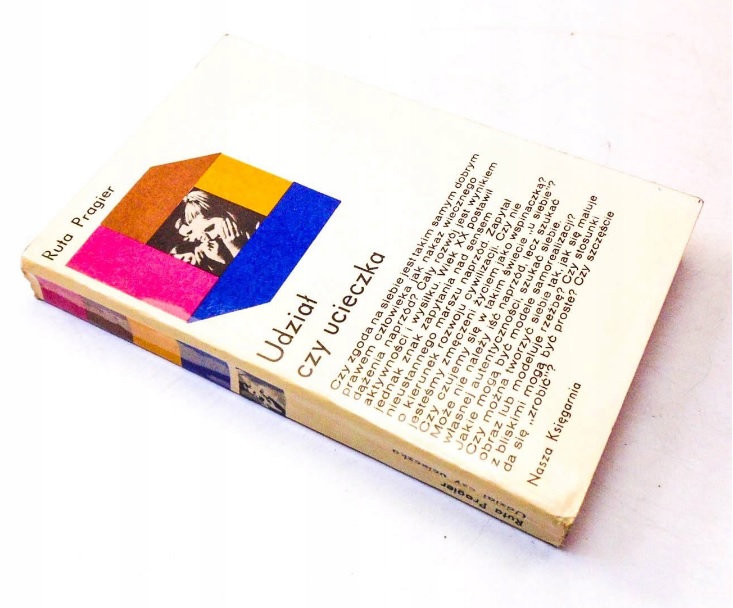 Ruta Pragier
Udział
czy ucieczka
Czy zgoda na siebie jest takim samym dobrym
prawem człowieka jak nakaz wiecznego
dążenia naprzód? Cały rozwój jest wynikiem
aktywności i wysiłku. Wiek XX postawił
jednak znak zapytania nad sensem
nieustannego marszu naprzód. Zapytał
o kierunek rozwoju cywilizacji. Czy nie
jesteśmy zmęczeni życiem jako wspinaczką?
Czy czujemy się w takim świecie „u siebie"?
Może nie należy iść naprzód, lecz szukać
własnej autentyczności, szukać siebie.
Jakie mogą być modele samorealizacji?
Czy można tworzyć siebie tak, jak się maluje
obraz lub modeluje rzeźbę? Czy stosunki
z bliskimi mogą być proste? Czy szczęście
da się „zrobić"?
Nasza Księgarnia
Ruta Pragier
Udział czy ucieczka